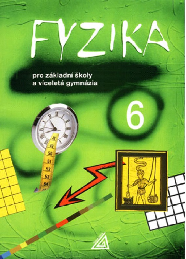 FYZIKA
pro základní školy
a víceletá gymnázia
6